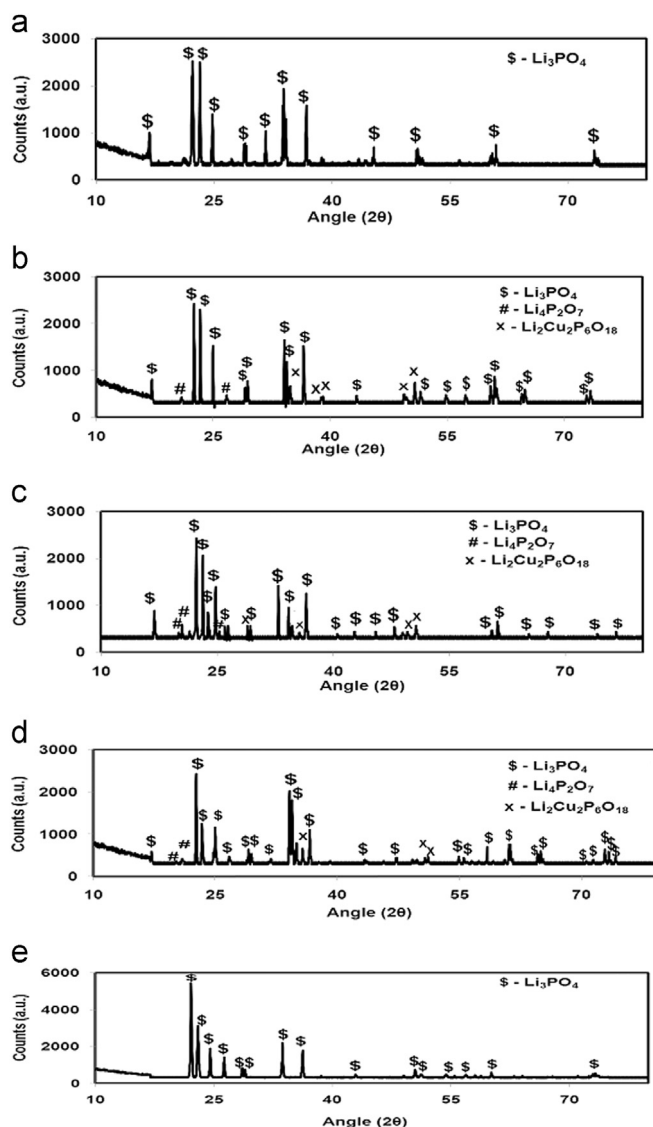 a
Counts (a.u.)
3000
2000
1000
0
$ - Li₃PO₄
$ $ $ $ $ $ $ $ $ $ $ $
10 25 40 55 70
Angle (2θ)
b
Counts (a.u.)
3000
2000
1000
0
$ - Li₃PO₄
# - Li₄P₂O₇
x - Li₂Cu₂P₆O₁₈
$ # $ $ $ # $ $ $ $ x $ x x $ x x $ $ $ $ $ $ $ $ $
10 25 40 55 70
Angle (2θ)
c
Counts (a.u.)
3000
2000
1000
0
$ - Li₃PO₄
# - Li₄P₂O₇
x - Li₂Cu₂P₆O₁₈
$ # # $ $ $ $ # $ x $ $ $ x $ $ $ $ $ x x $ $ $ $ $ $
10 25 40 55 70
Angle (2θ)
d
Counts (a.u.)
3000
2000
1000
0
$ - Li₃PO₄
# - Li₄P₂O₇
x - Li₂Cu₂P₆O₁₈
$ # # $ $ $ $ $ $ $ $ $ x $ $ $ x x $ $ $ $ $ $ $ $ $ $ $
10 25 40 55 70
Angle (2θ)
e
Counts (a.u.)
6000
4000
2000
0
$ - Li₃PO₄
$ $ $ $ $ $ $ $ $ $ $ $ $ $ $
10 25 40 55 70
Angle (2θ)